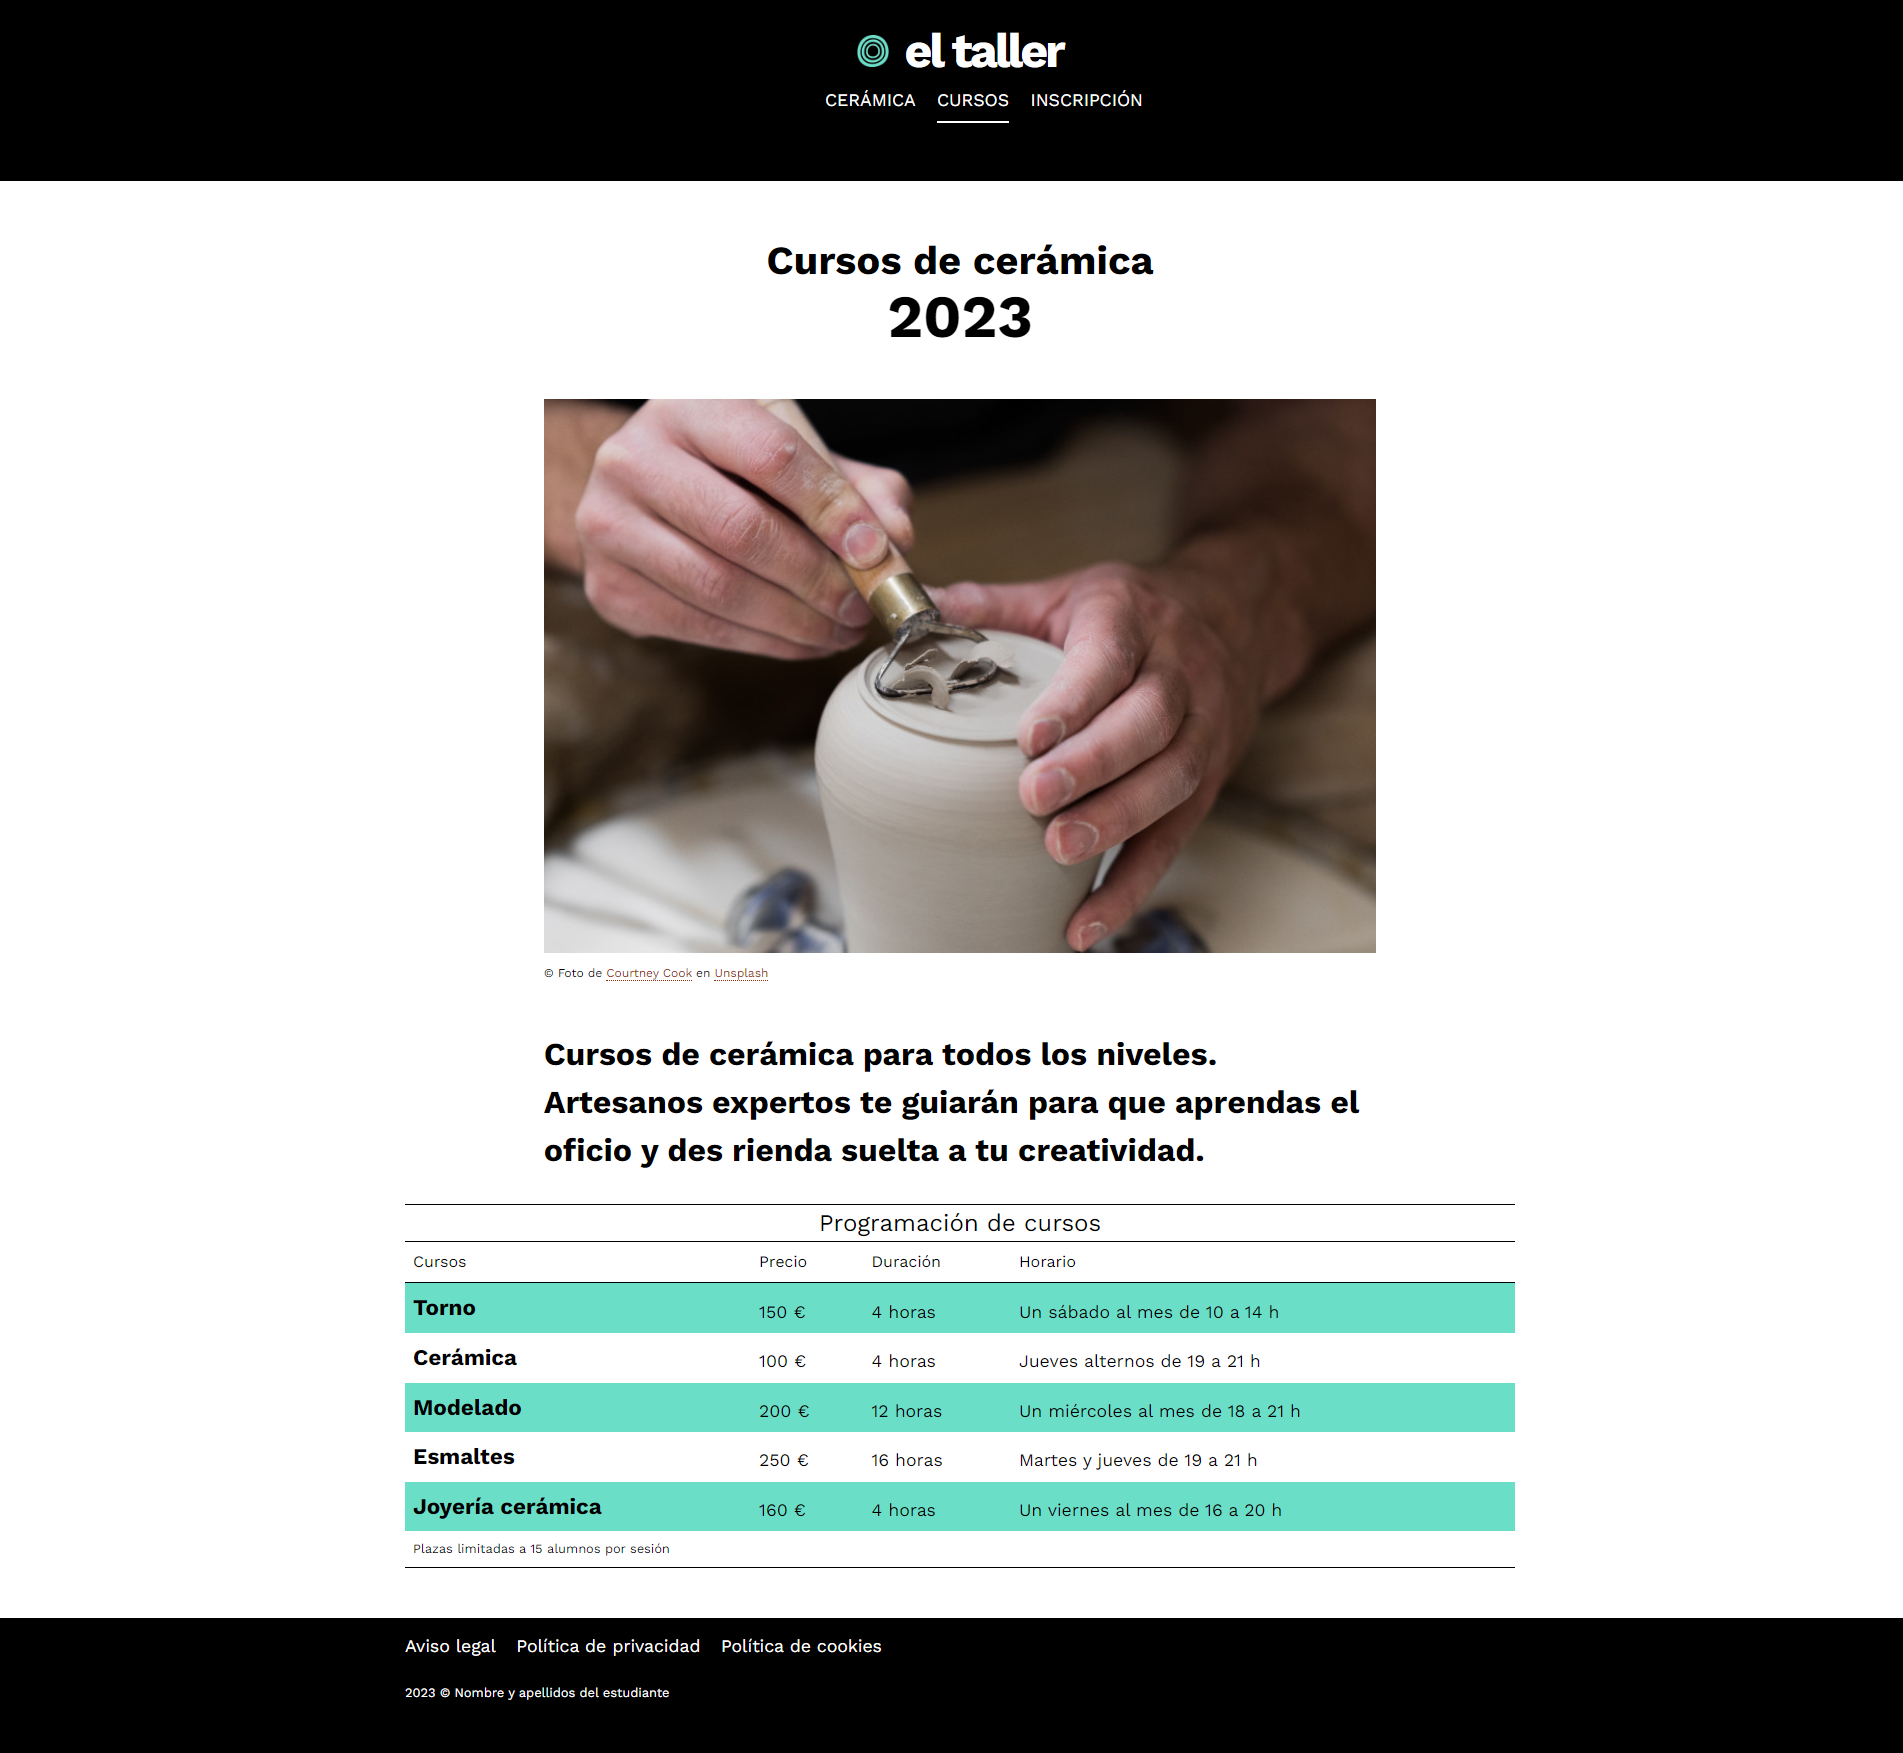 el taller
CERÁMICA CURSOS INSCRIPCIÓN
Cursos de cerámica
2023
© Foto de Courtney Cook en Unsplash
Cursos de cerámica para todos los niveles.
Artesanos expertos te guiarán para que aprendas el
oficio y des rienda suelta a tu creatividad.
Programación de cursos
Cursos Precio Duración Horario
Torno 150 € 4 horas Un sábado al mes de 10 a 14 h
Cerámica 100 € 4 horas Jueves alternos de 19 a 21 h
Modelado 200 € 12 horas Un miércoles al mes de 18 a 21 h
Esmaltes 250 € 16 horas Martes y jueves de 19 a 21 h
Joyería cerámica 160 € 4 horas Un viernes al mes de 16 a 20 h
Plazas limitadas a 15 alumnos por sesión
Aviso legal Política de privacidad Política de cookies
2023 © Nombre y apellidos del estudiante